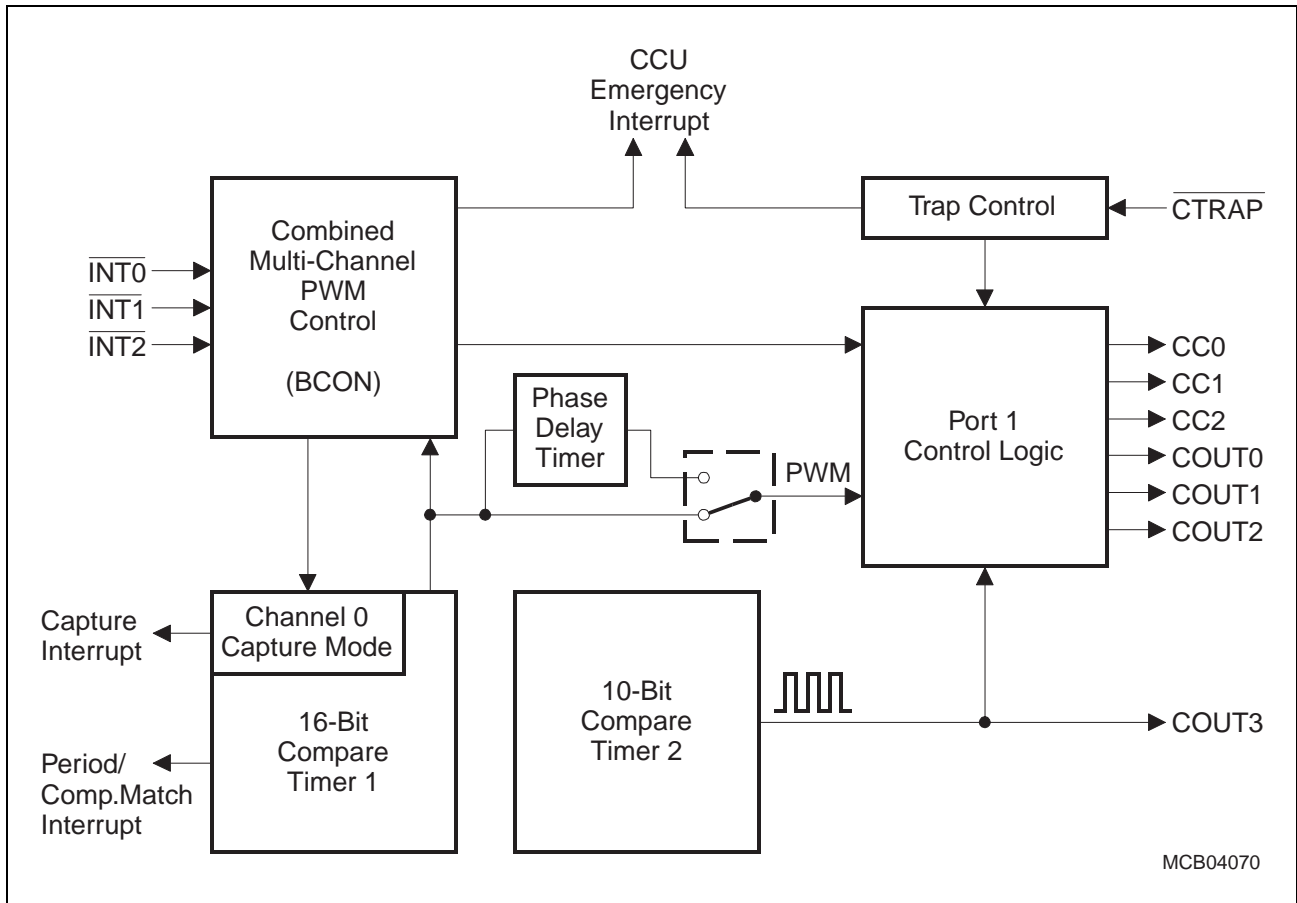 CCU
Emergency
Interrupt
Combined
Multi-Channel
PWM
Control
(BCON)
Trap Control
CTRAP
INT0
INT1
INT2
Phase
Delay
Timer
PWM
Port 1
Control Logic
CC0
CC1
CC2
COUT0
COUT1
COUT2
Capture
Interrupt
Channel 0
Capture Mode
16-Bit
Compare
Timer 1
Period/
Comp.Match
Interrupt
10-Bit
Compare
Timer 2
COUT3
MCB04070